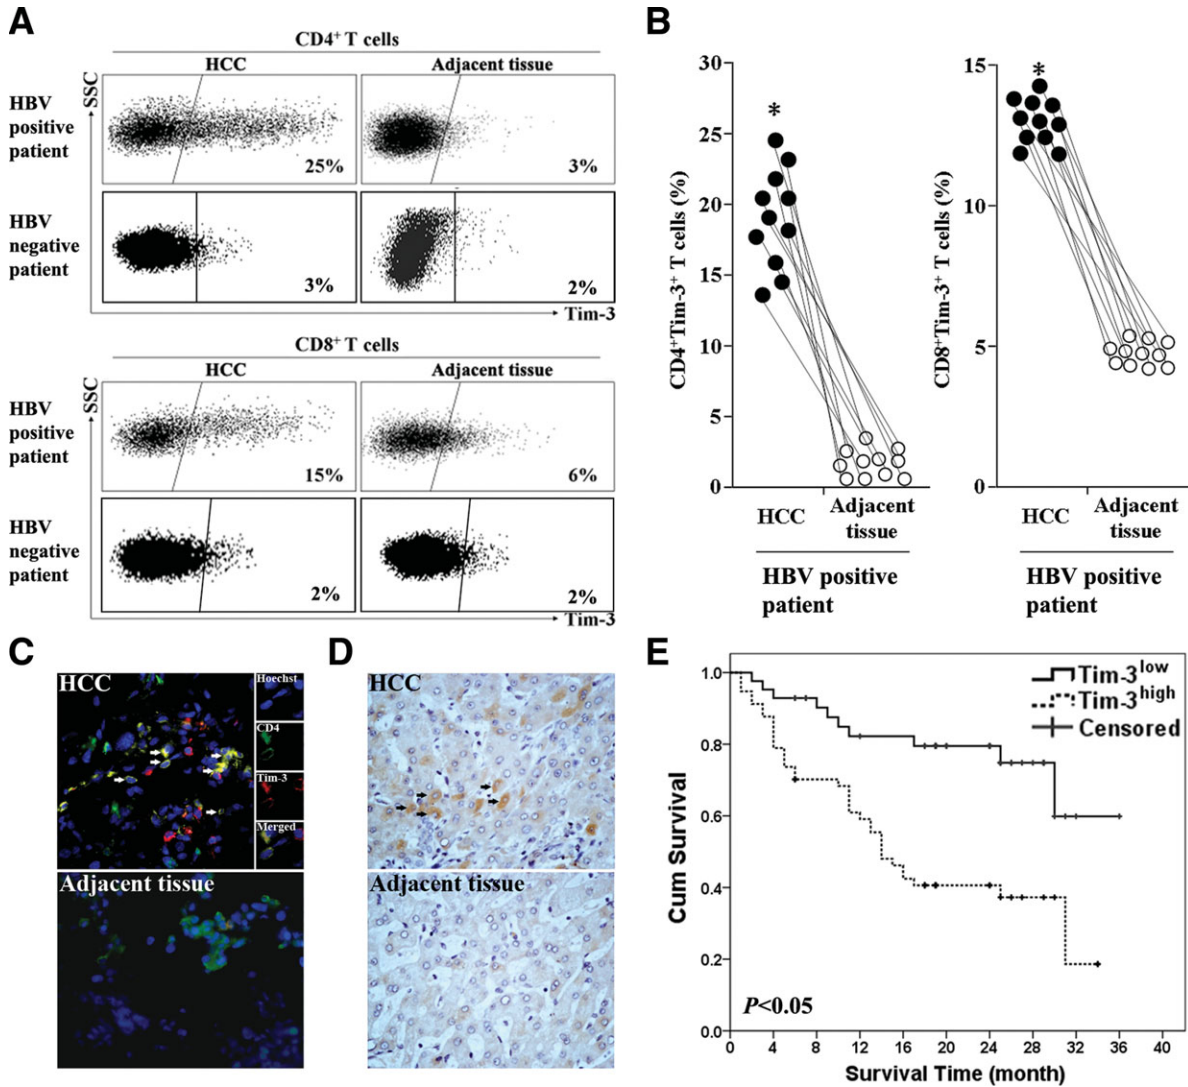 A
CD4+ T cells
HCC
Adjacent tissue
HBV
positive
patient
SSC
25%
3%
HBV
negative
patient
3%
2%
Tim-3
CD8+ T cells
HCC
Adjacent tissue
HBV
positive
patient
SSC
15%
6%
HBV
negative
patient
2%
2%
Tim-3
B
CD4+Tim-3+ T cells (%)
30
25
20
15
10
5
0
*
HCC
Adjacent
tissue
HBV positive
patient
CD8+Tim-3+ T cells (%)
15
10
5
0
*
HCC
Adjacent
tissue
HBV positive
patient
C
HCC
Hoechst
CD4
Tim-3
Merged
Adjacent tissue
D
HCC
Adjacent tissue
E
Cum Survival
1.0
0.8
0.6
0.4
0.2
0.0
Tim-3low
Tim-3high
Censored
P<0.05
0 4 8 12 16 20 24 28 32 36 40
Survival Time (month)